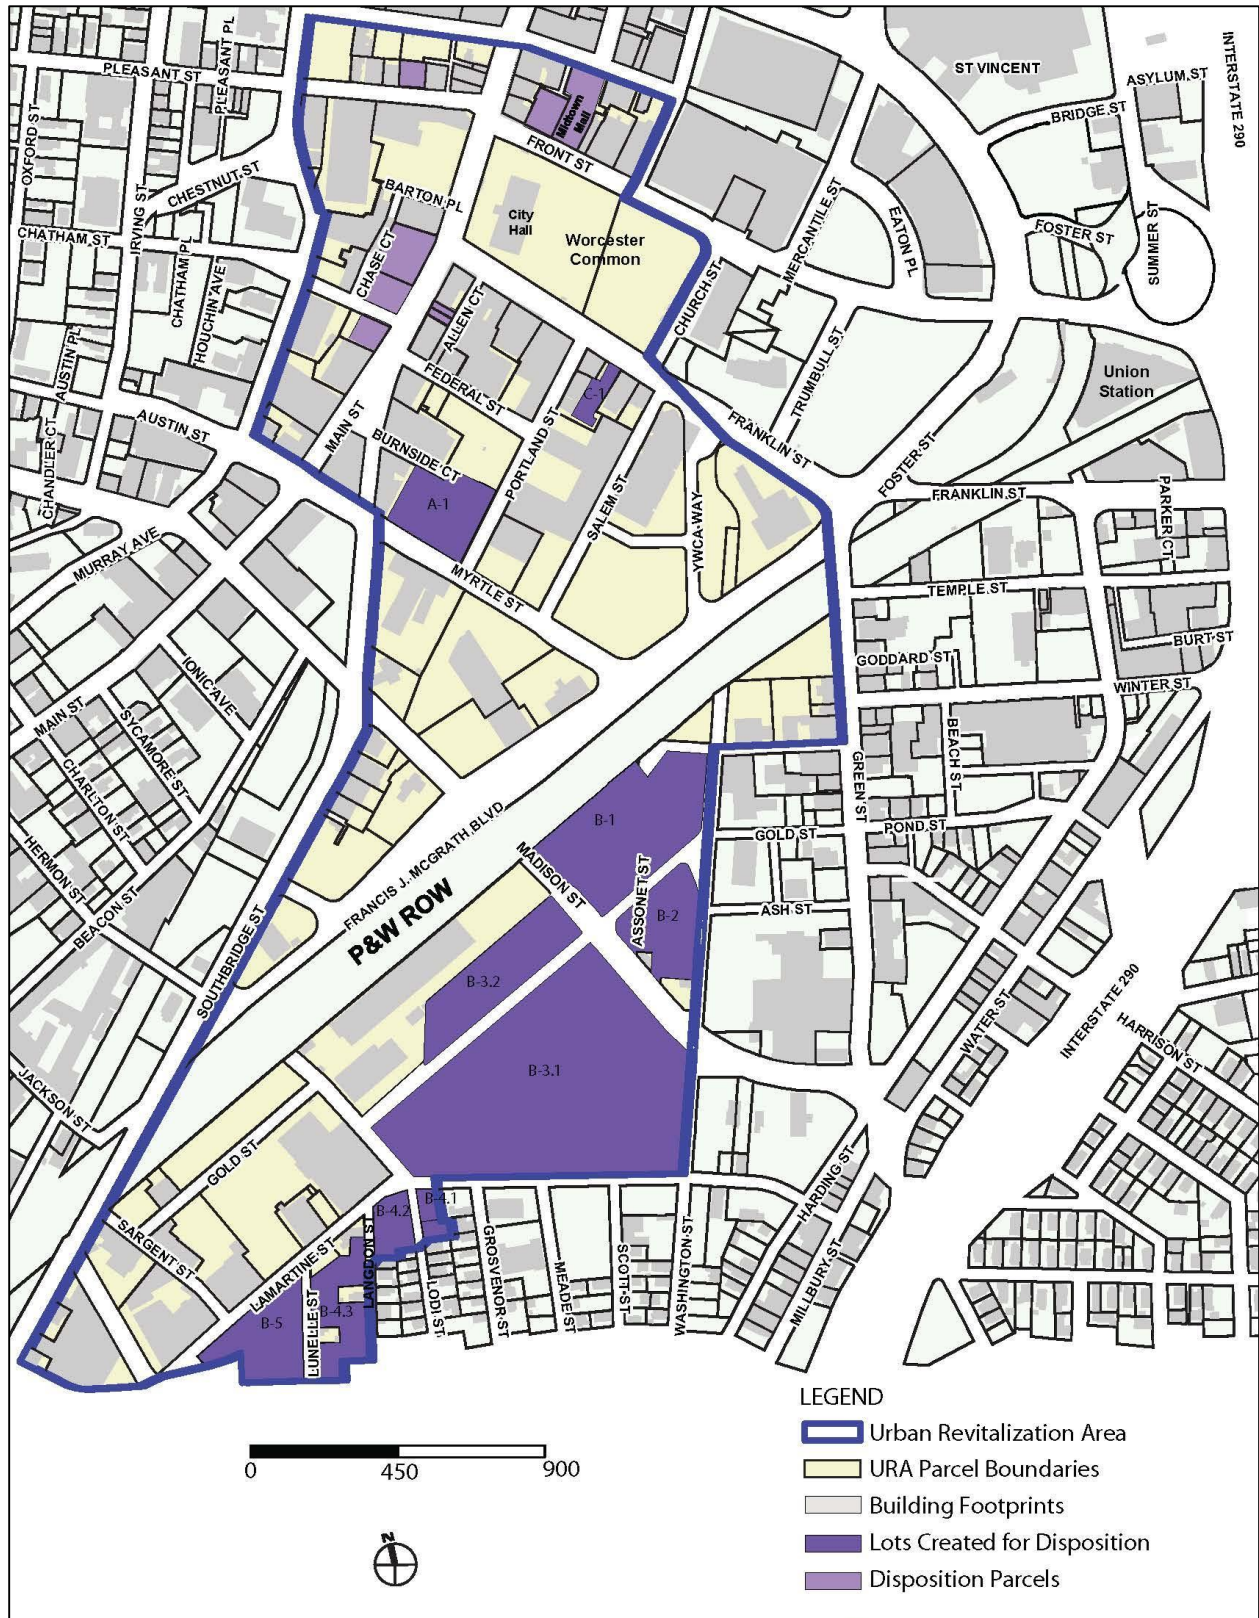 PLEASANT ST
PLEASANT PL
OXFORD ST
CHESTNUT ST
CHATHAM ST
IRVING ST
CHATHAM PL
HOUCHIN AVE
AUSTIN PL
AUSTIN ST
CHANDLER CT
MURRAY AVE
ST VINCENT
ASYLUM ST
BRIDGE ST
INTERSTATE 290
Midtown
Mall
FRONT ST
BARTON PL
City
Hall
Worcester
Common
CHASE CT
ALLEN CT
MERCANTILE ST
EATON PL
FOSTER ST
SUMMER ST
CHURCH ST
TRUMBULL ST
Union
Station
FEDERAL ST
C-1
MAIN ST
BURNSIDE CT
PORTLAND ST
A-1
SALEM ST
FRANKLIN ST
FOSTER ST
FRANKLIN ST
PARKER CT
YWCA WAY
MYRTLE ST
TEMPLE ST
BURT ST
GODDARD ST
WINTER ST
BEACH ST
GREEN ST
IONIC AVE
MAIN ST
SYCAMORE ST
CHARLTON ST
HERMON ST
BEACON ST
SOUTHBRIDGE ST
FRANCIS J. MCGRATH BLVD
P&W ROW
MADISON ST
B-1
GOLD ST
POND ST
ASSONET ST
B-2
ASH ST
B-3.2
B-3.1
WATER ST
INTERSTATE 290
HARRISON ST
JACKSON ST
GOLD ST
SARGENT ST
LAMARTINE ST
B-4.1
B-4.2
LANGDON ST
B-4.3
B-5
LUNELLE ST
LODI ST
GROSVENOR ST
MEADE ST
SCOTT ST
WASHINGTON ST
HARDING ST
MILLBURY ST
LEGEND
Urban Revitalization Area
URA Parcel Boundaries
Building Footprints
Lots Created for Disposition
Disposition Parcels
0 450 900
N